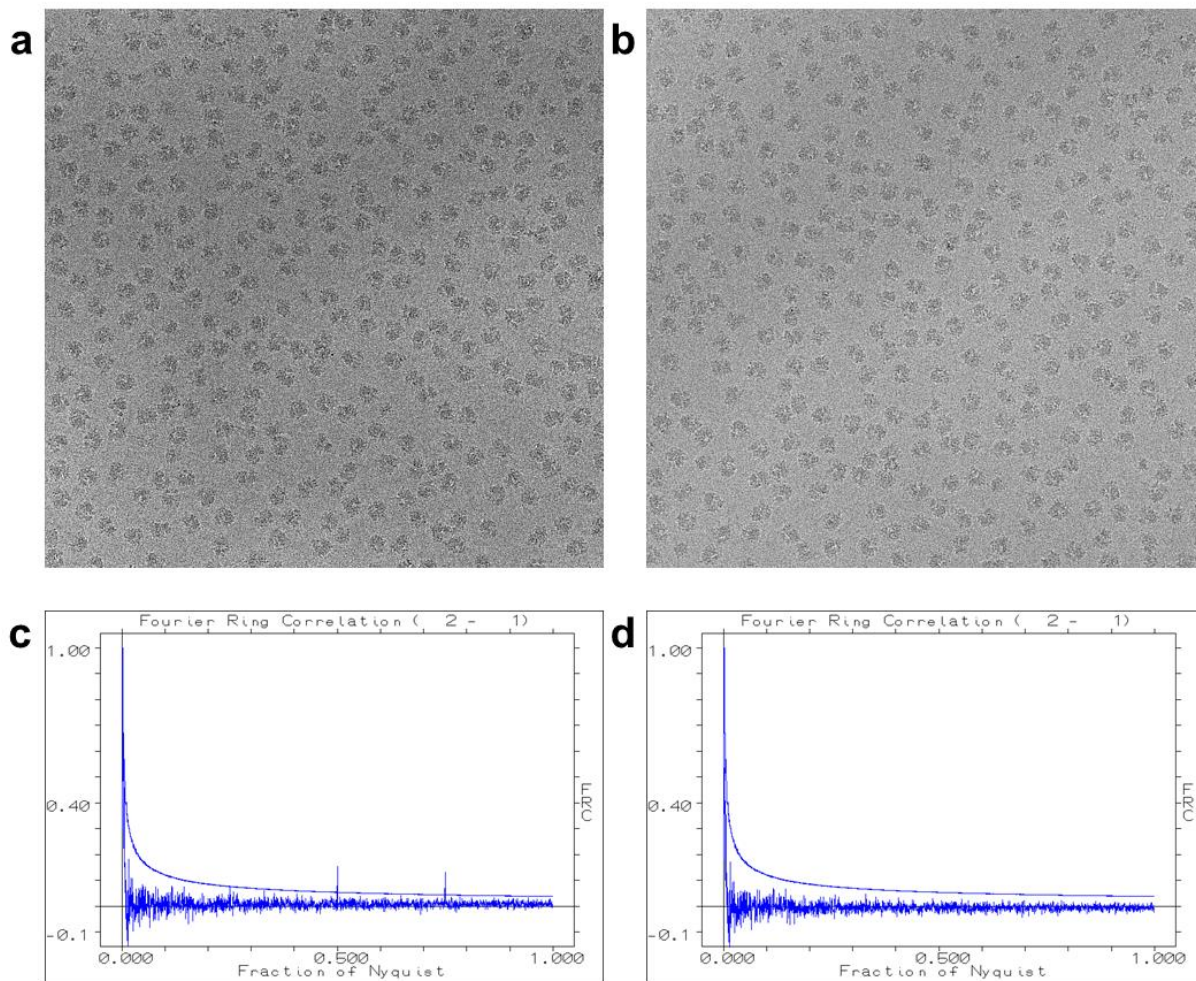 a
b
c
Fourier Ring Correlation ( 2 - 1)
1.00
0.40
-0.1
FRC
0.000
0.500
1.000
Fraction of Nyquist
d
Fourier Ring Correlation ( 2 - 1)
1.00
0.40
-0.1
FRC
0.000
0.500
1.000
Fraction of Nyquist